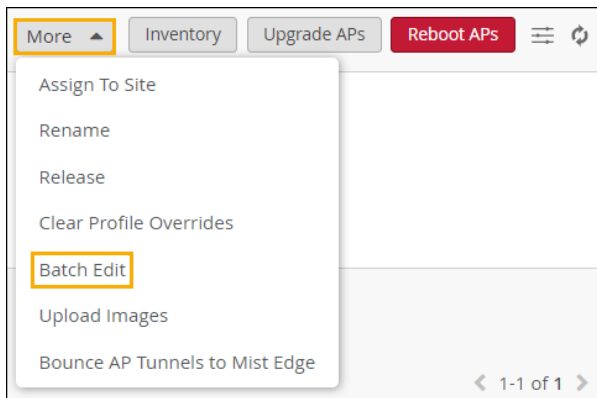 More Inventory Upgrade APs Reboot APs
Assign To Site
Rename
Release
Clear Profile Overrides
Batch Edit
Upload Images
Bounce AP Tunnels to Mist Edge
1-1 of 1